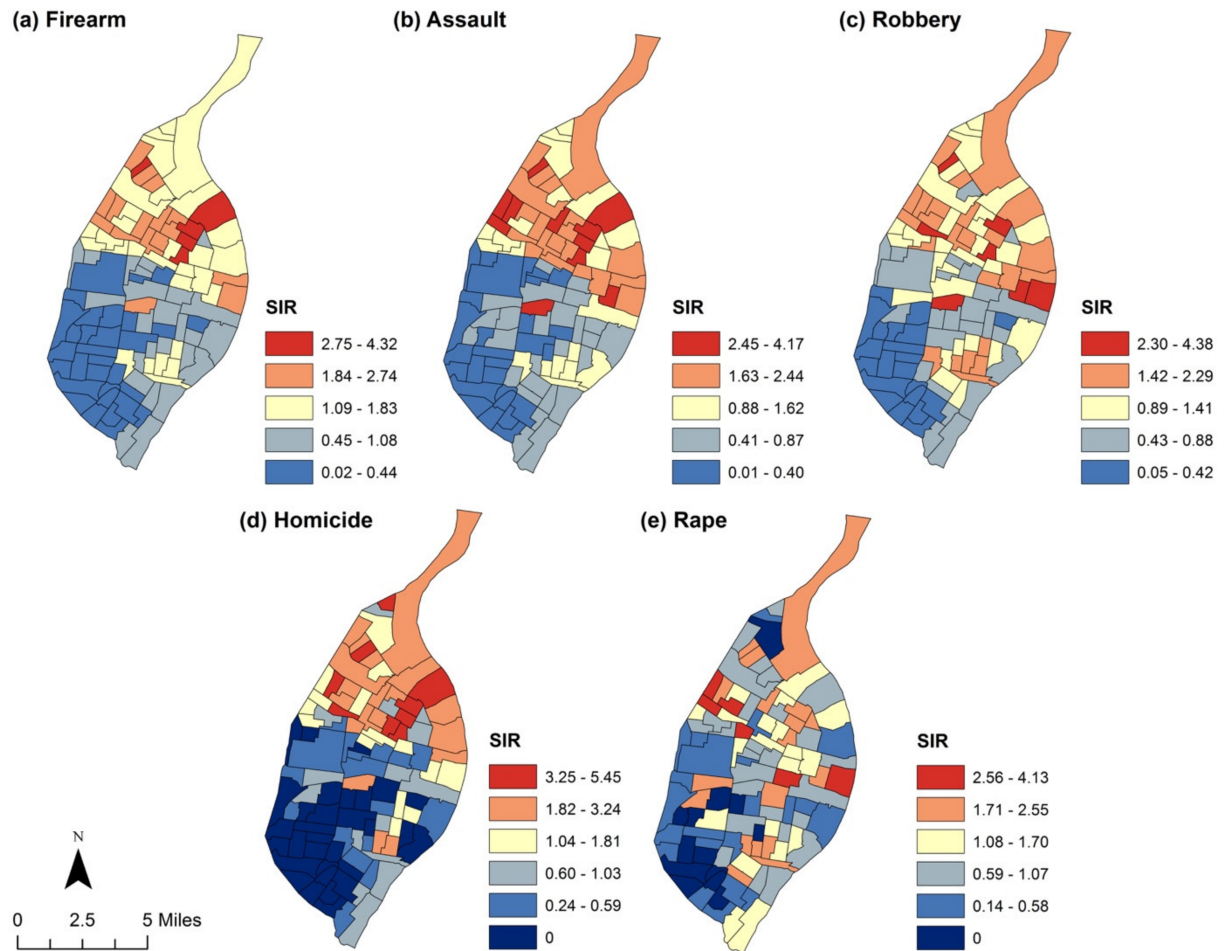 (a) Firearm
SIR
2.75 - 4.32
1.84 - 2.74
1.09 - 1.83
0.45 - 1.08
0.02 - 0.44
(b) Assault
SIR
2.45 - 4.17
1.63 - 2.44
0.88 - 1.62
0.41 - 0.87
0.01 - 0.40
(c) Robbery
SIR
2.30 - 4.38
1.42 - 2.29
0.89 - 1.41
0.43 - 0.88
0.05 - 0.42
(d) Homicide
SIR
3.25 - 5.45
1.82 - 3.24
1.04 - 1.81
0.60 - 1.03
0.24 - 0.59
0
(e) Rape
SIR
2.56 - 4.13
1.71 - 2.55
1.08 - 1.70
0.59 - 1.07
0.14 - 0.58
0
N
0 2.5 5 Miles